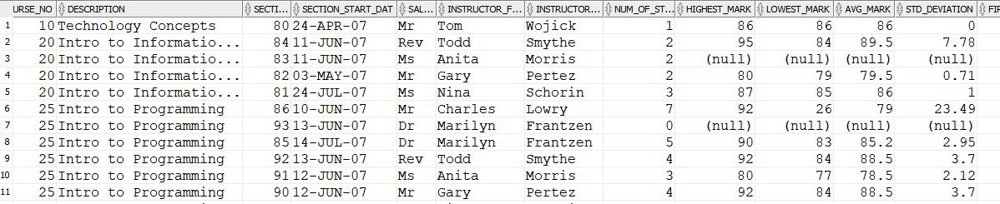 URSE_NO DESCRIPTION SECTI... SECTION_START_DAT SAL... INSTRUCTOR_F... INSTRUCTOR... NUM_OF_ST... HIGHEST_MARK LOWEST_MARK AVG_MARK STD_DEVIATION FIR
1 10 Technology Concepts 80 24-APR-07 Mr Tom Wojick 1 86 86 86 0
2 20 Intro to Informatio... 84 11-JUN-07 Rev Todd Smythe 2 95 84 89.5 7.78
3 20 Intro to Informatio... 83 11-JUN-07 Ms Anita Morris 2 (null) (null) (null) (null)
4 20 Intro to Informatio... 82 03-MAY-07 Mr Gary Pertez 2 80 79 79.5 0.71
5 20 Intro to Informatio... 81 24-JUL-07 Ms Nina Schorin 3 87 85 86 1
6 25 Intro to Programming 86 10-JUN-07 Mr Charles Lowry 7 92 26 79 23.49
7 25 Intro to Programming 93 13-JUN-07 Dr Marilyn Frantzen 0 (null) (null) (null) (null)
8 25 Intro to Programming 85 14-JUL-07 Dr Marilyn Frantzen 5 90 83 85.2 2.95
9 25 Intro to Programming 92 13-JUN-07 Rev Todd Smythe 4 92 84 88.5 3.7
10 25 Intro to Programming 91 12-JUN-07 Ms Anita Morris 3 80 77 78.5 2.12
11 25 Intro to Programming 90 12-JUN-07 Mr Gary Pertez 4 92 84 88.5 3.7